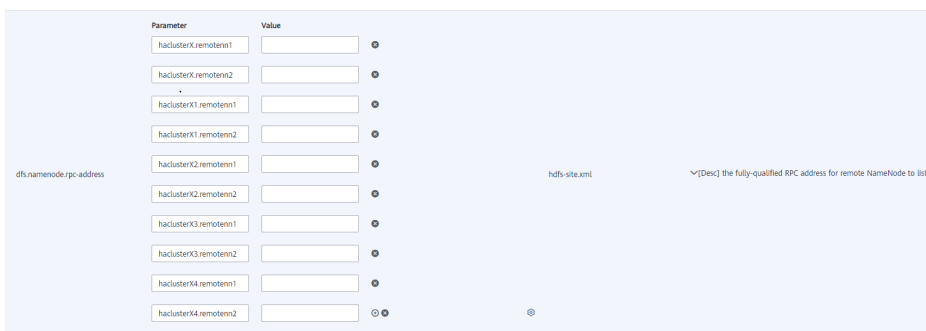 Parameter Value
haclusterX.remotenn1
haclusterX.remotenn2
haclusterX1.remotenn1
haclusterX1.remotenn2
haclusterX2.remotenn1
dfs.namenode.rpc-address hdfs-site.xml [Desc] the fully-qualified RPC address for remote NameNode to list
haclusterX2.remotenn2
haclusterX3.remotenn1
haclusterX3.remotenn2
haclusterX4.remotenn1
haclusterX4.remotenn2